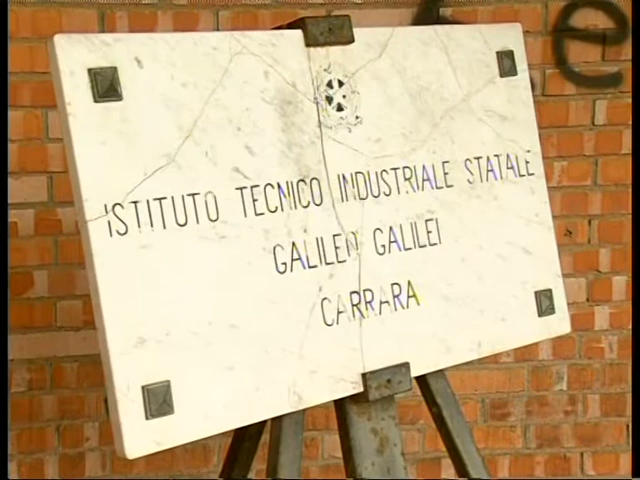 e
ISTITUTO TECNICO INDUSTRIALE STATALE
GALILEO GALILEI
CARRARA